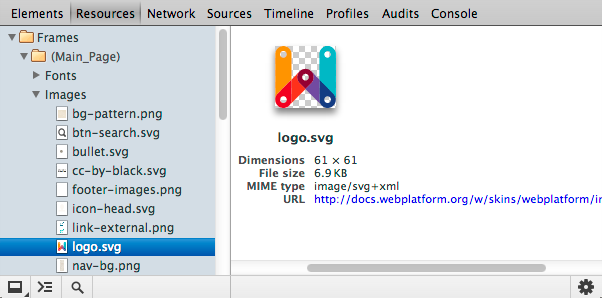 Elements Resources Network Sources Timeline Profiles Audits Console
Frames
(Main_Page)
Fonts
Images
bg-pattern.png
btn-search.svg
bullet.svg
cc-by-black.svg
footer-images.png
icon-head.svg
link-external.png
logo.svg
nav-bg.png
logo.svg
Dimensions 61 × 61
File size 6.9 KB
MIME type image/svg+xml
URL http://docs.webplatform.org/w/skins/webplatform/im